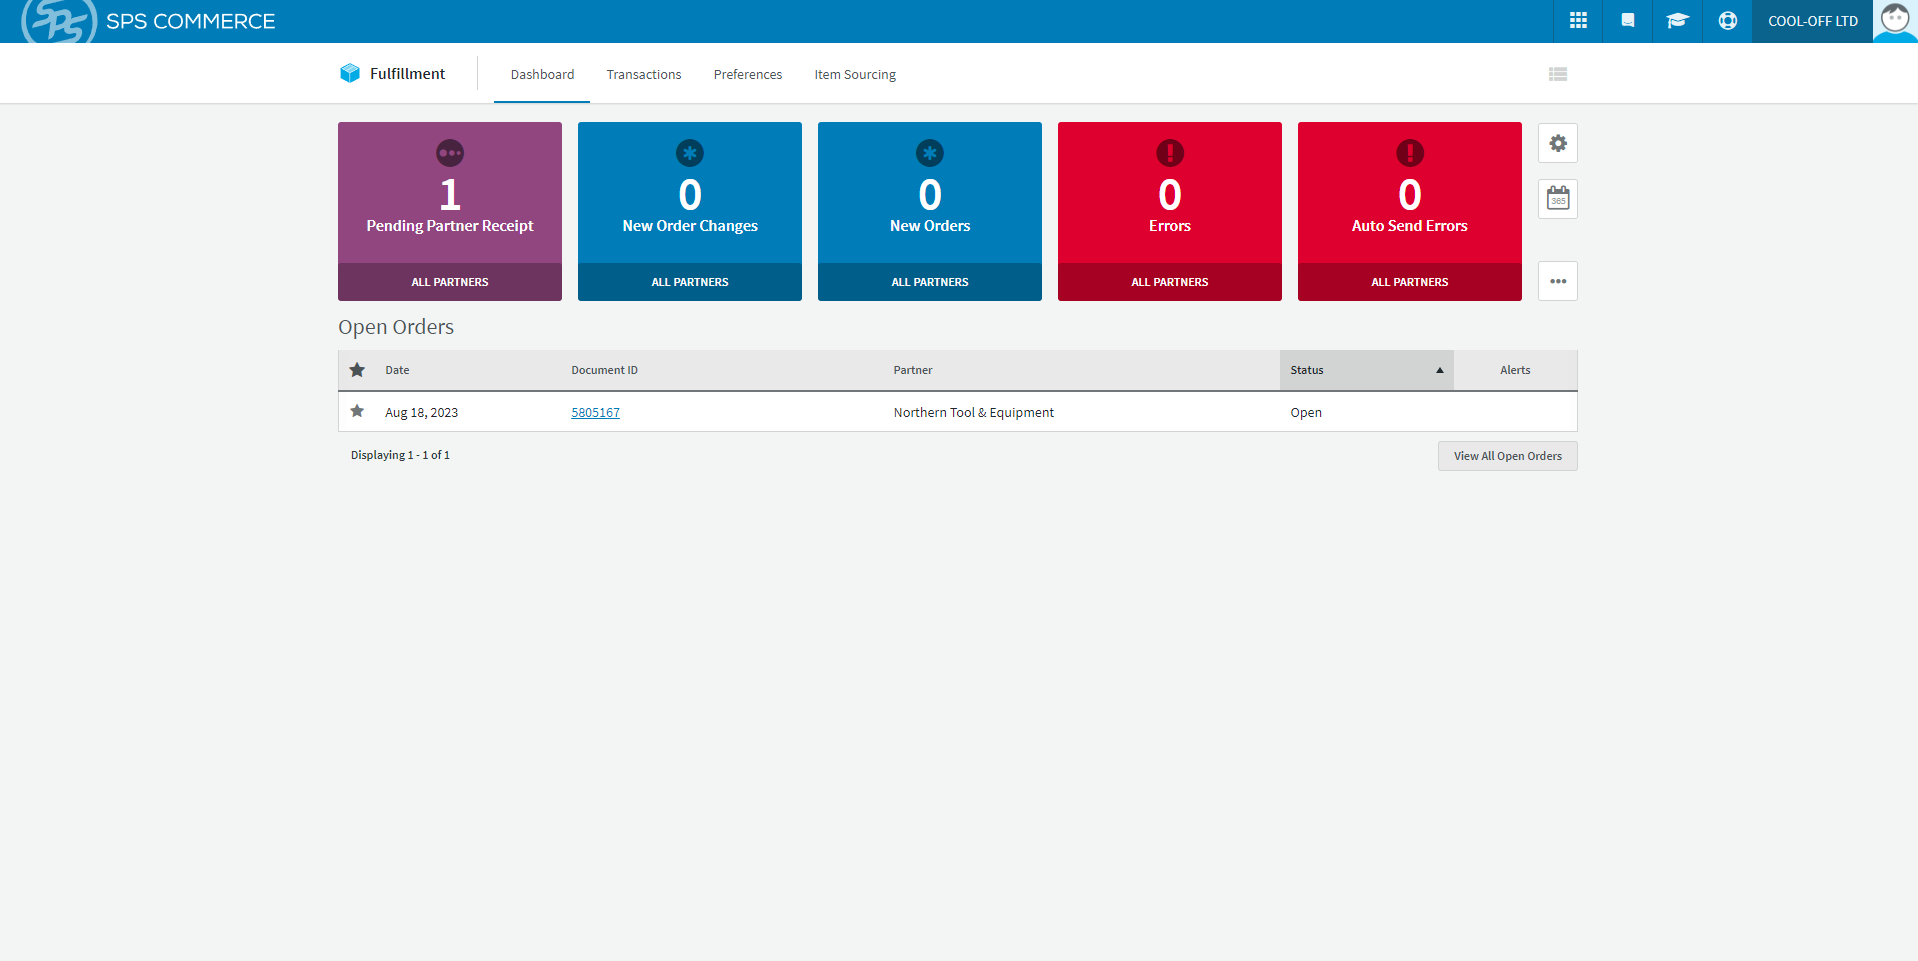 SPS SPS COMMERCE
COOL-OFF LTD
Fulfillment
Dashboard
Transactions
Preferences
Item Sourcing
1
Pending Partner Receipt
ALL PARTNERS
0
New Order Changes
ALL PARTNERS
0
New Orders
ALL PARTNERS
0
Errors
ALL PARTNERS
0
Auto Send Errors
ALL PARTNERS
365
Open Orders
Date Document ID Partner Status Alerts
Aug 18, 2023 5805167 Northern Tool & Equipment Open
Displaying 1 - 1 of 1
View All Open Orders